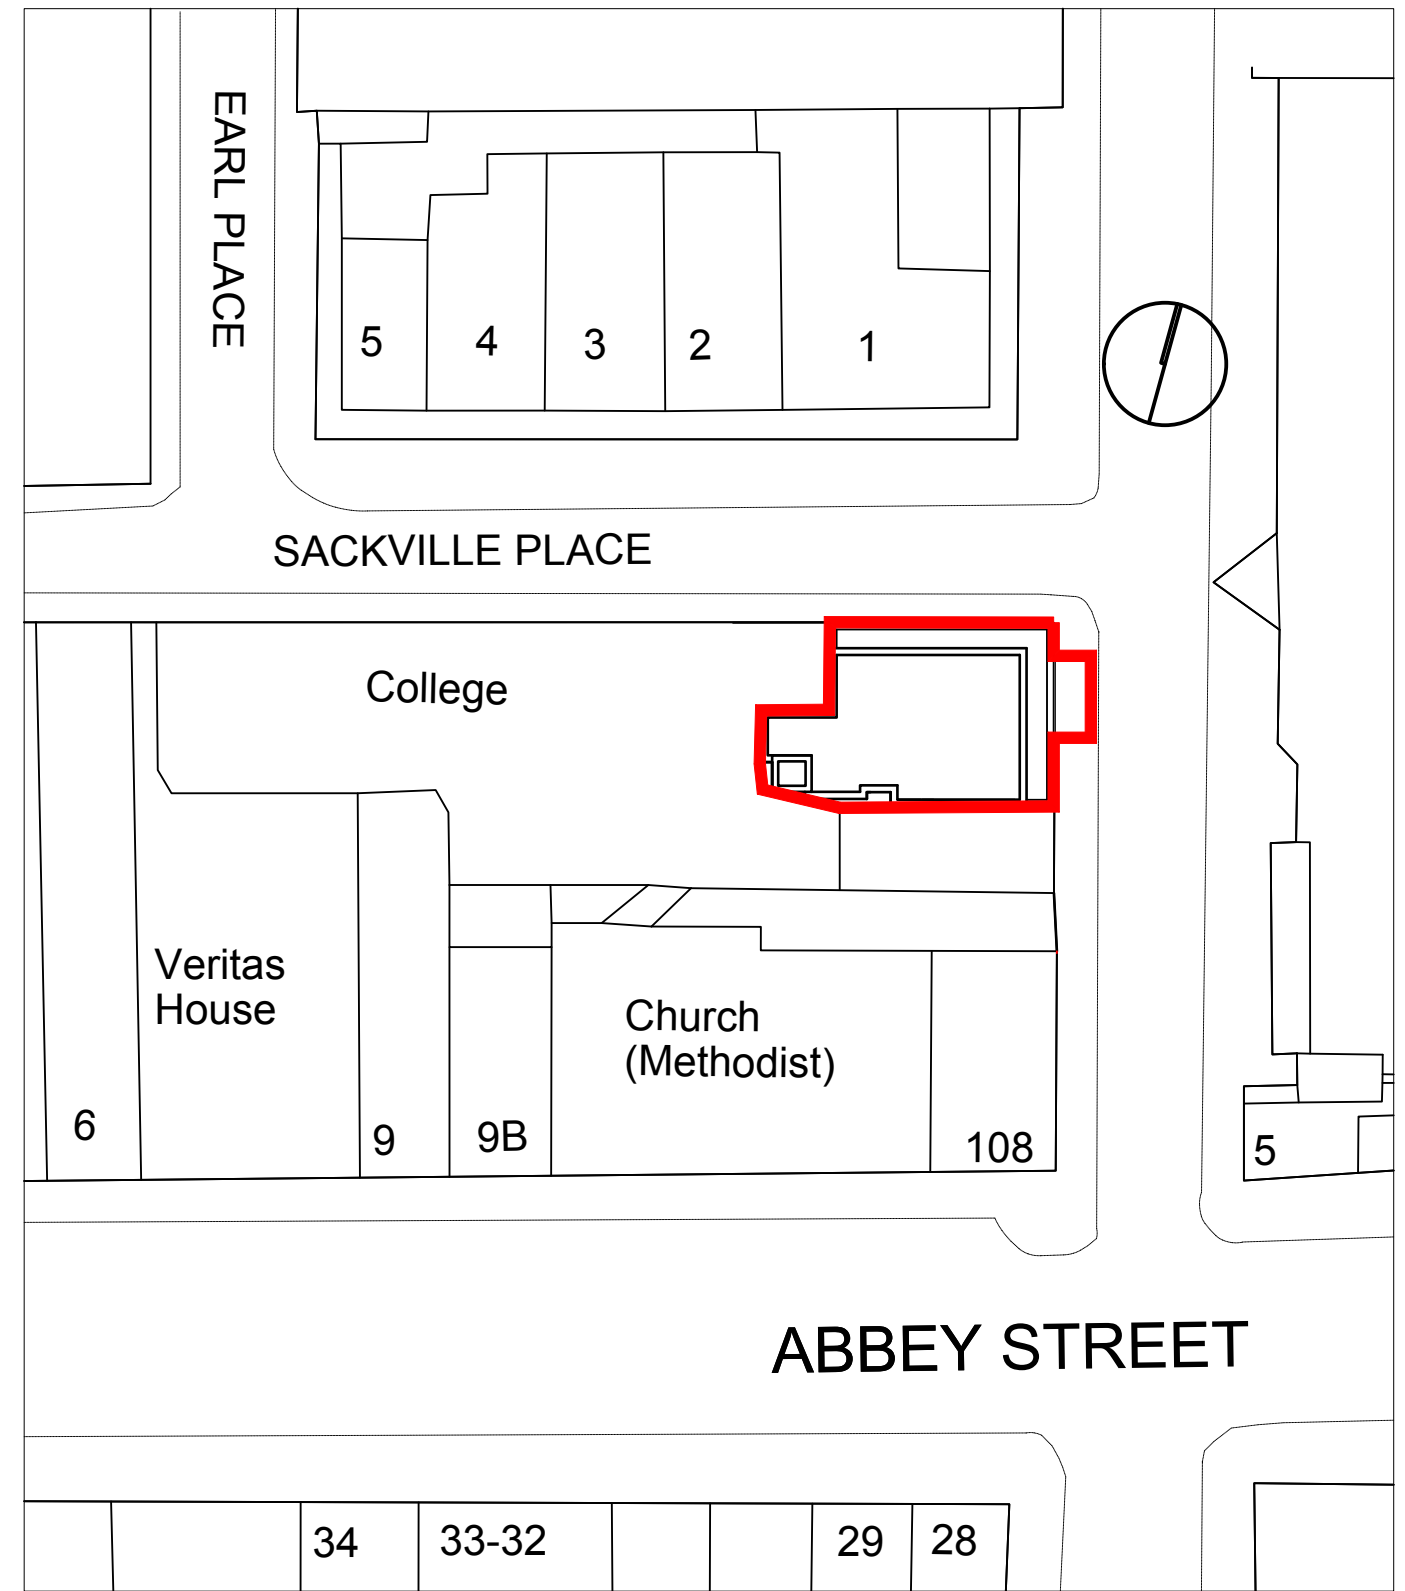 EARL PLACE
5
4
3
2
1
SACKVILLE PLACE
College
Veritas
House
Church
(Methodist)
6
9
9B
108
5
ABBEY STREET
34
33-32
29
28